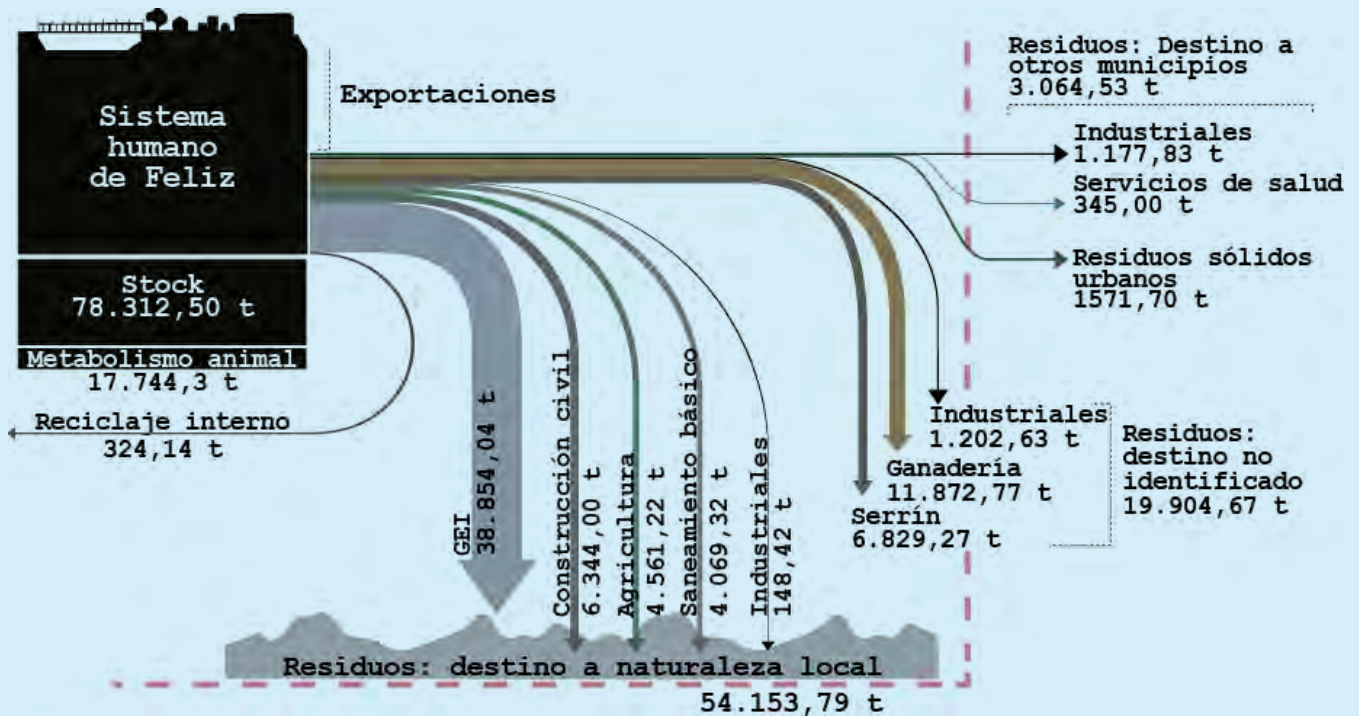 Sistema
humano
de Feliz
Stock
78.312,50 t
Metabolismo animal
17.744,3 t
Reciclaje interno
324,14 t
Exportaciones
Residuos: Destino a
otros municipios
3.064,53 t
Industriales
1.177,83 t
Servicios de salud
345,00 t
Residuos sólidos
urbanos
1571,70 t
GEI
38.854,04 t
Construcción civil
6.344,00 t
Agricultura
4.561,22 t
Saneamiento básico
4.069,32 t
Industriales
148,42 t
Industriales
1.202,63 t
Ganadería
11.872,77 t
Serrín
6.829,27 t
Residuos:
destino no
identificado
19.904,67 t
Residuos: destino a naturaleza local
54.153,79 t